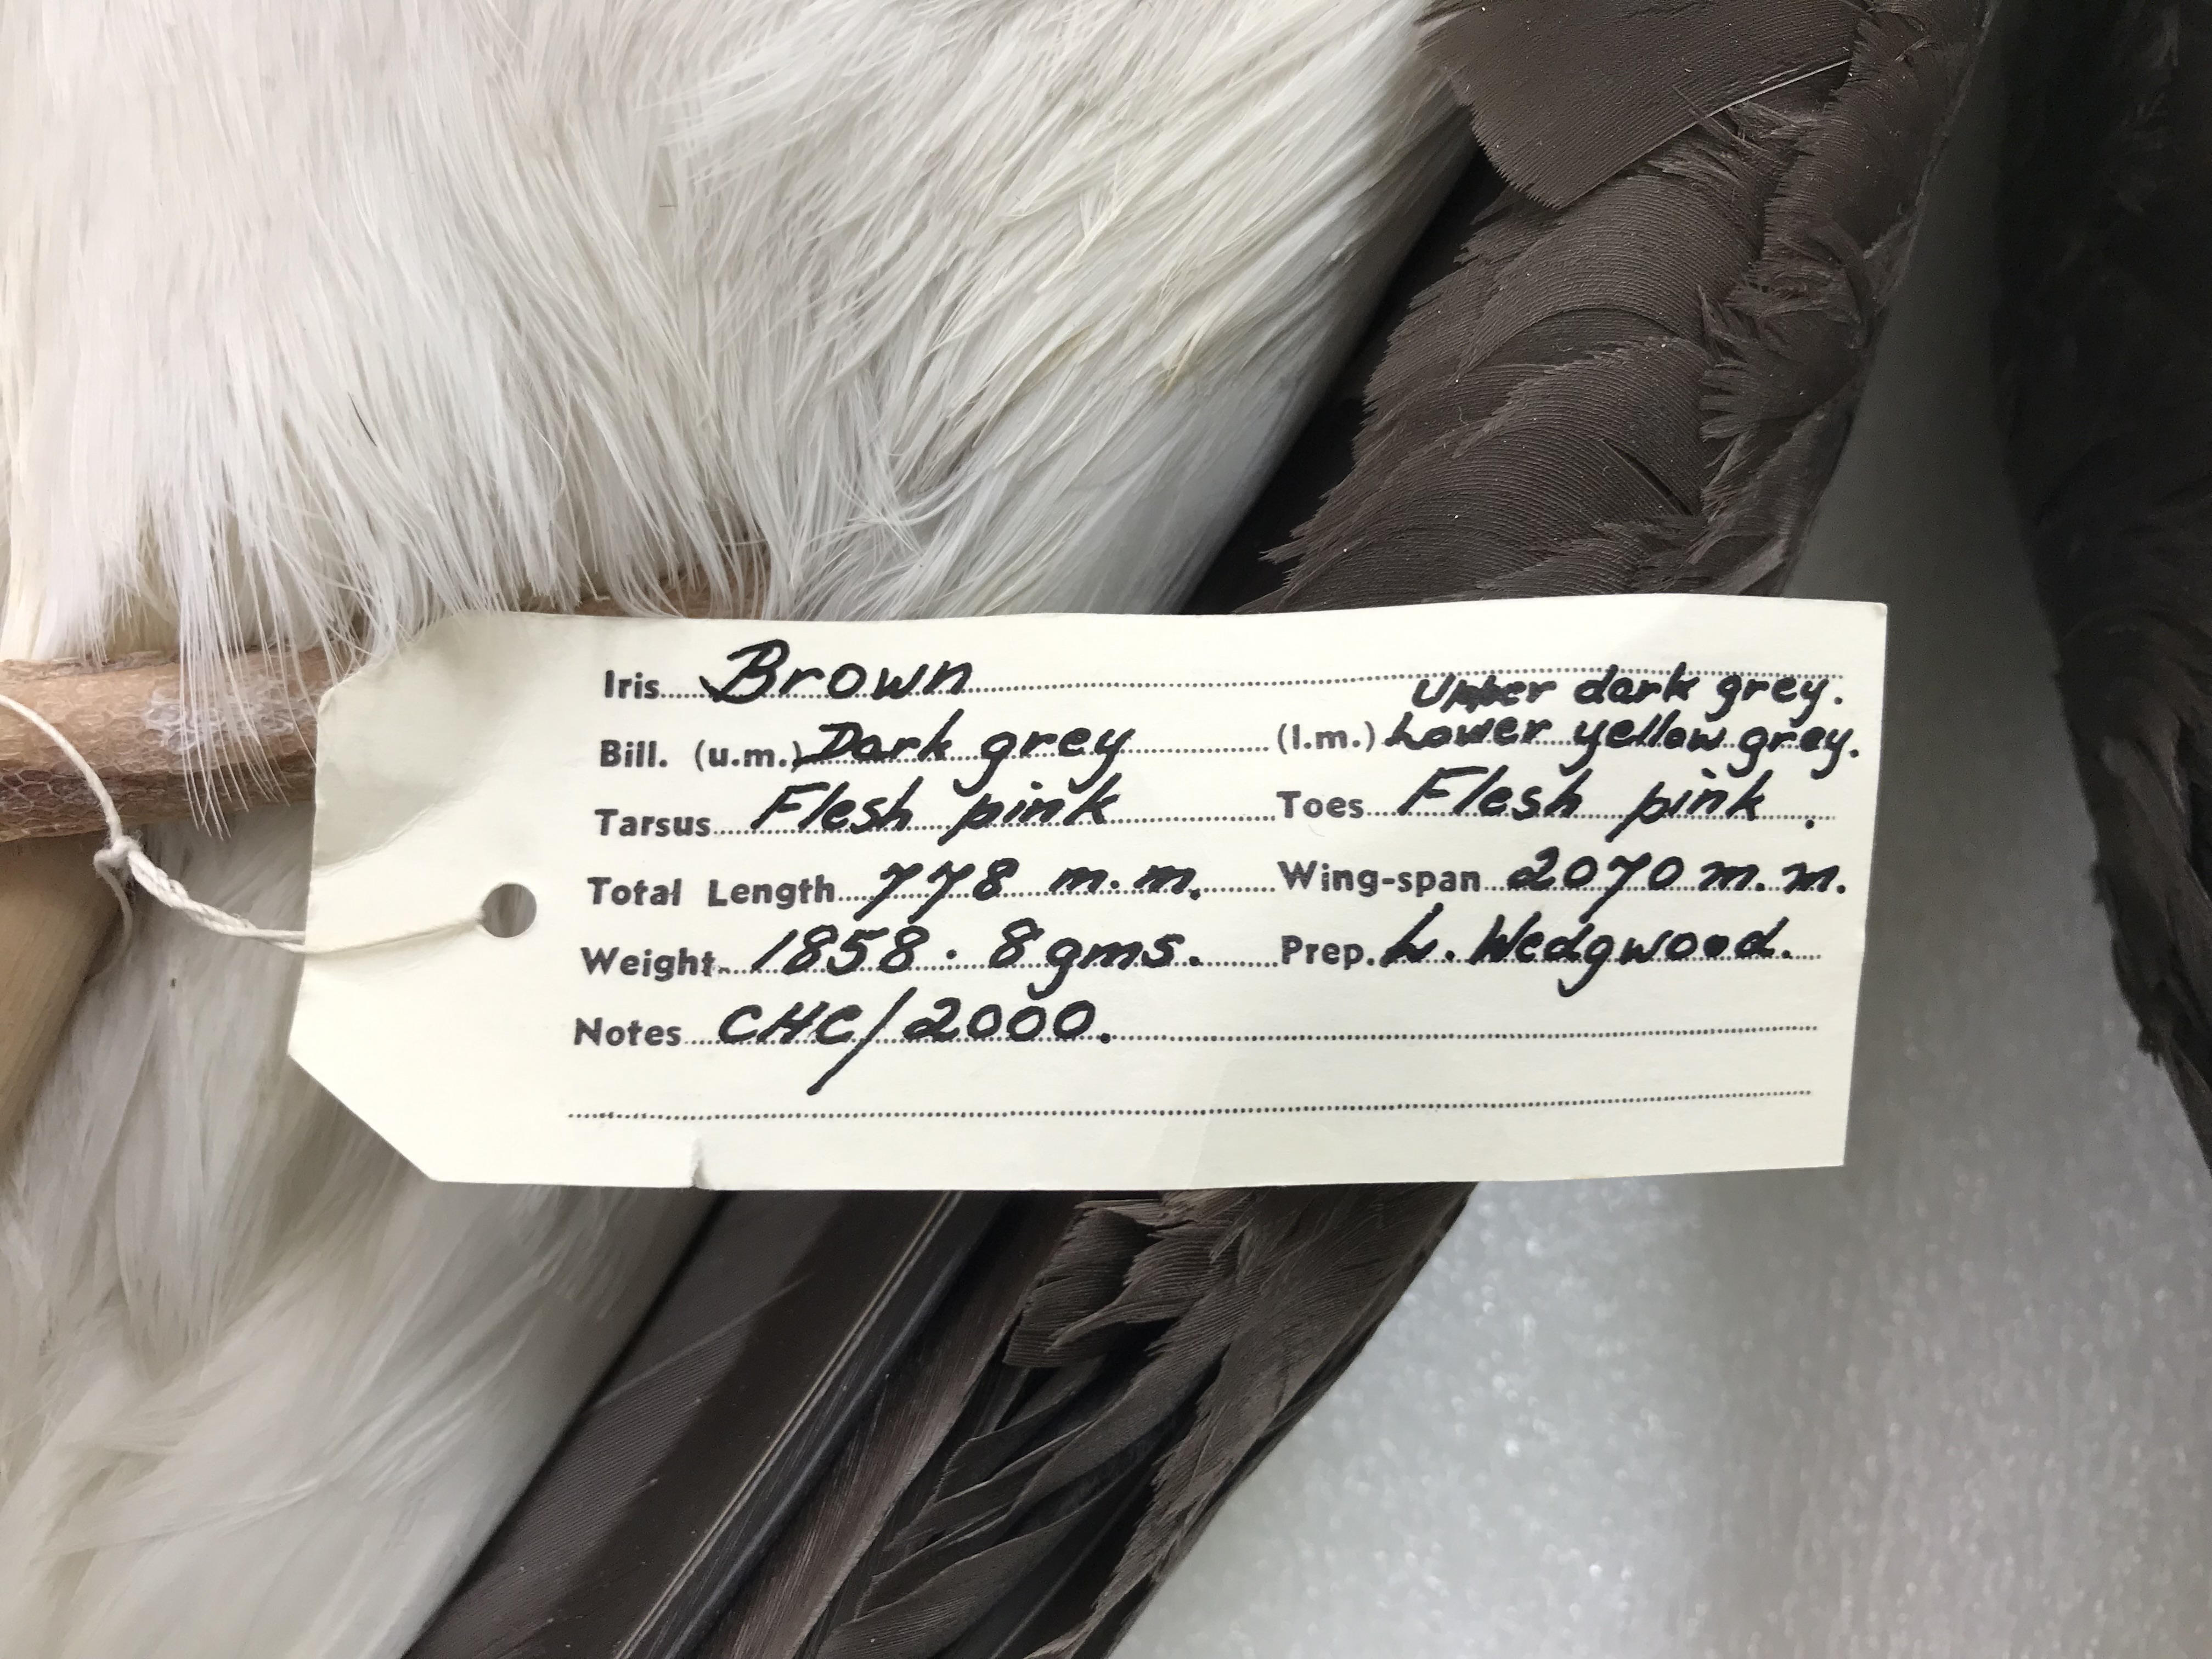 Iris Brown Upper dark grey.
Bill. (u.m.) Dark grey (l.m.) Lower yellow grey.
Tarsus Flesh pink Toes Flesh pink.
Total Length 778 m.m. Wing-span 2070 m.m.
Weight 1858.8 gms. Prep. L. Wedgwood.
Notes CHC/2000.